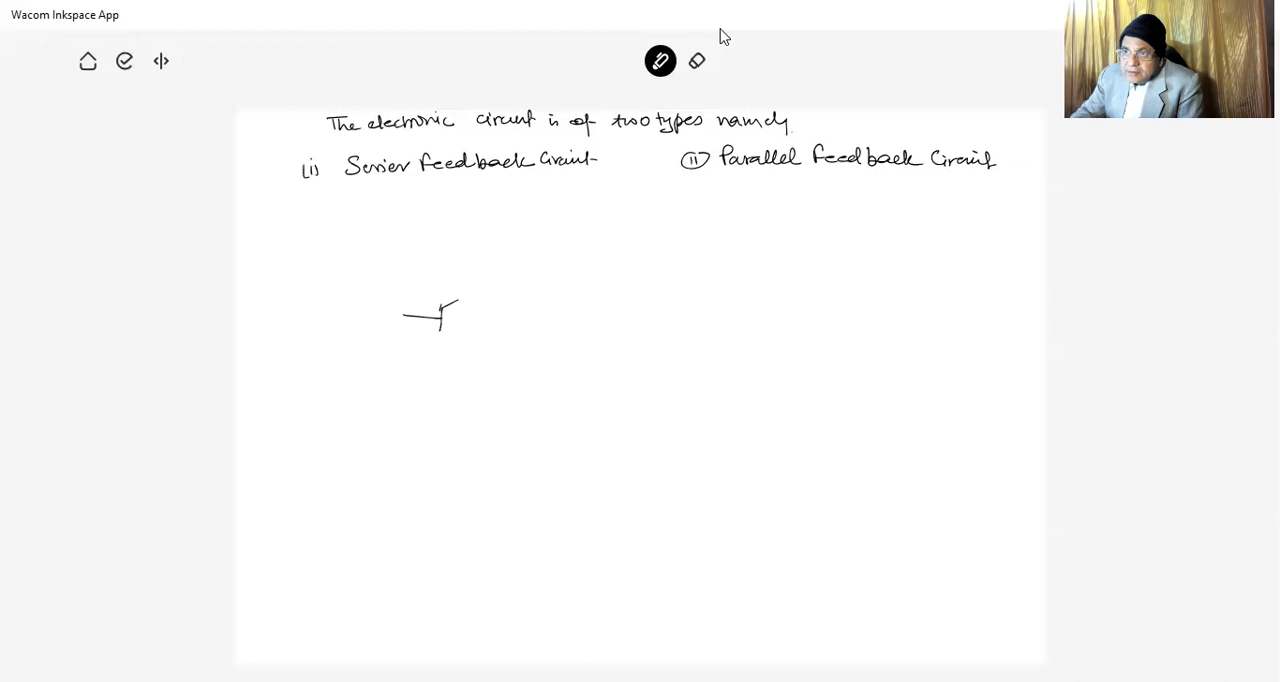 Wacom Inkspace App
The electronic circuit is of two types namely
(i) Series Feedback Circuit
(ii) Parallel Feedback Circuit